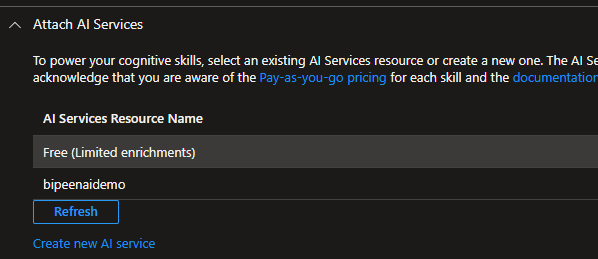 Attach AI Services
To power your cognitive skills, select an existing AI Services resource or create a new one. The AI Se
acknowledge that you are aware of the Pay-as-you-go pricing for each skill and the documentation
AI Services Resource Name
Free (Limited enrichments)
bipeenaidemo
Refresh
Create new AI service